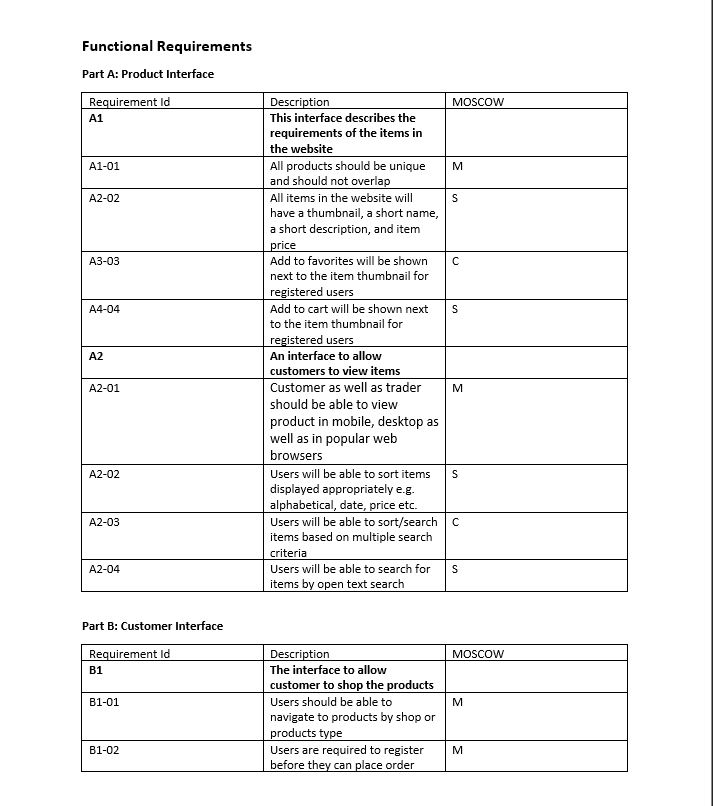 Functional Requirements
Part A: Product Interface
Requirement Id Description MOSCOW
A1 This interface describes the
requirements of the items in
the website
A1-01 All products should be unique M
and should not overlap
A2-02 All items in the website will S
have a thumbnail, a short name,
a short description, and item
price
A3-03 Add to favorites will be shown C
next to the item thumbnail for
registered users
A4-04 Add to cart will be shown next S
to the item thumbnail for
registered users
A2 An interface to allow
customers to view items
A2-01 Customer as well as trader M
should be able to view
product in mobile, desktop as
well as in popular web
browsers
A2-02 Users will be able to sort items S
displayed appropriately e.g.
alphabetical, date, price etc.
A2-03 Users will be able to sort/search C
items based on multiple search
criteria
A2-04 Users will be able to search for S
items by open text search
Part B: Customer Interface
Requirement Id Description MOSCOW
B1 The interface to allow
customer to shop the products
B1-01 Users should be able to M
navigate to products by shop or
products type
B1-02 Users are required to register M
before they can place order